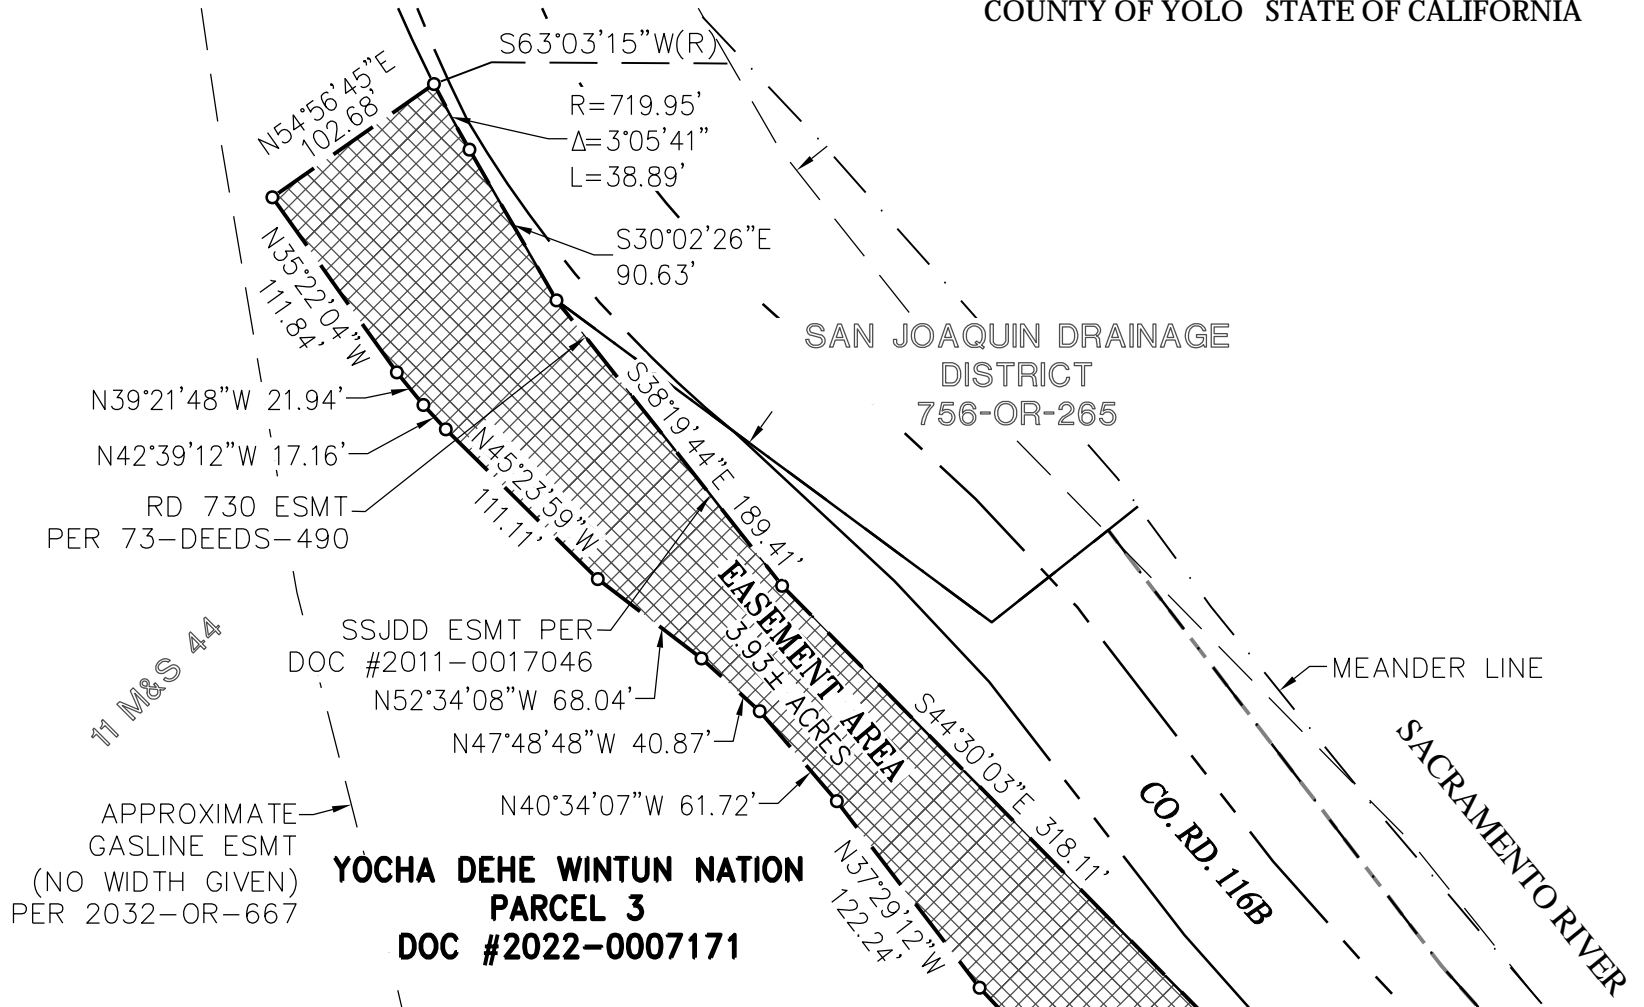 COUNTY OF YOLO STATE OF CALIFORNIA
S63°03'15"W(R)
N54°56'45"E
102.68'
R=719.95'
Δ=3°05'41"
L=38.89'
S30°02'26"E
90.63'
N35°22'04"W
111.84'
SAN JOAQUIN DRAINAGE
DISTRICT
756-OR-265
N39°21'48"W 21.94'
N42°39'12"W 17.16'
S38°19'44"E 189.41'
N45°23'59"W
111.11'
RD 730 ESMT
PER 73-DEEDS-490
EASEMENT AREA
3.93± ACRES
SSJDD ESMT PER
DOC #2011-0017046
11 M&S 44
N52°34'08"W 68.04'
MEANDER LINE
N47°48'48"W 40.87'
S44°30'03"E 318.11'
SACRAMENTO RIVER
N40°34'07"W 61.72'
CO. RD. 116B
APPROXIMATE
GASLINE ESMT
(NO WIDTH GIVEN)
PER 2032-OR-667
N37°29'12"W
122.24'
YOCHA DEHE WINTUN NATION
PARCEL 3
DOC #2022-0007171